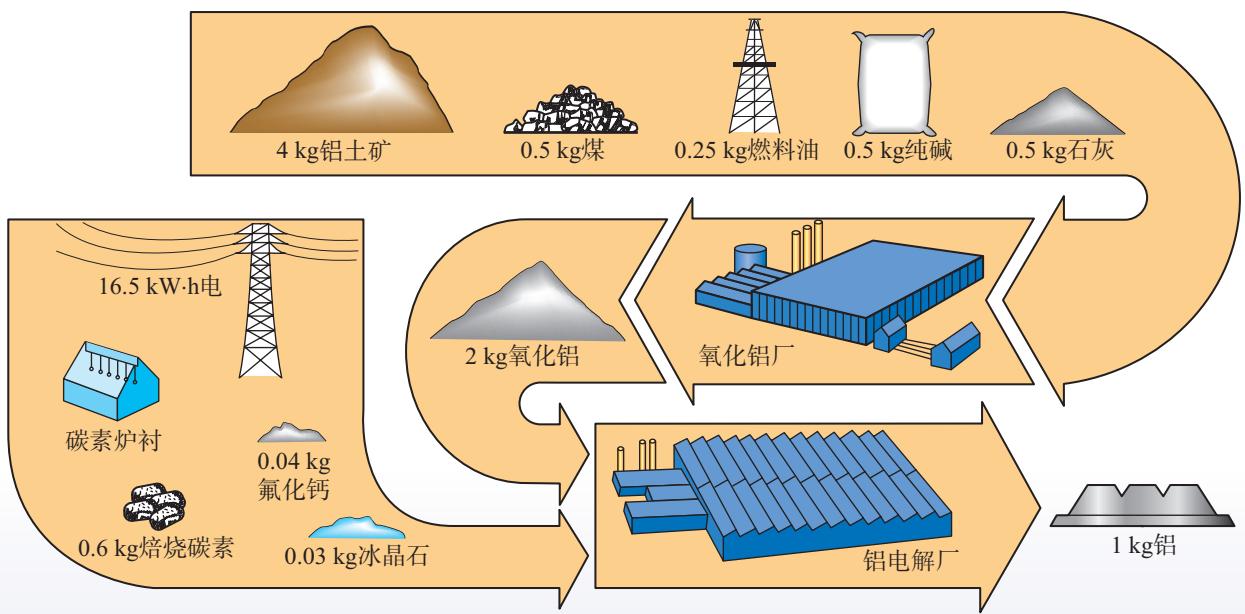 4 kg铝土矿
0.5 kg煤
0.25 kg燃料油
0.5 kg纯碱
0.5 kg石灰
16.5 kW·h电
2 kg氧化铝
氧化铝厂
碳素炉衬
0.04 kg
氟化钙
0.6 kg焙烧碳素
0.03 kg冰晶石
铝电解厂
1 kg铝